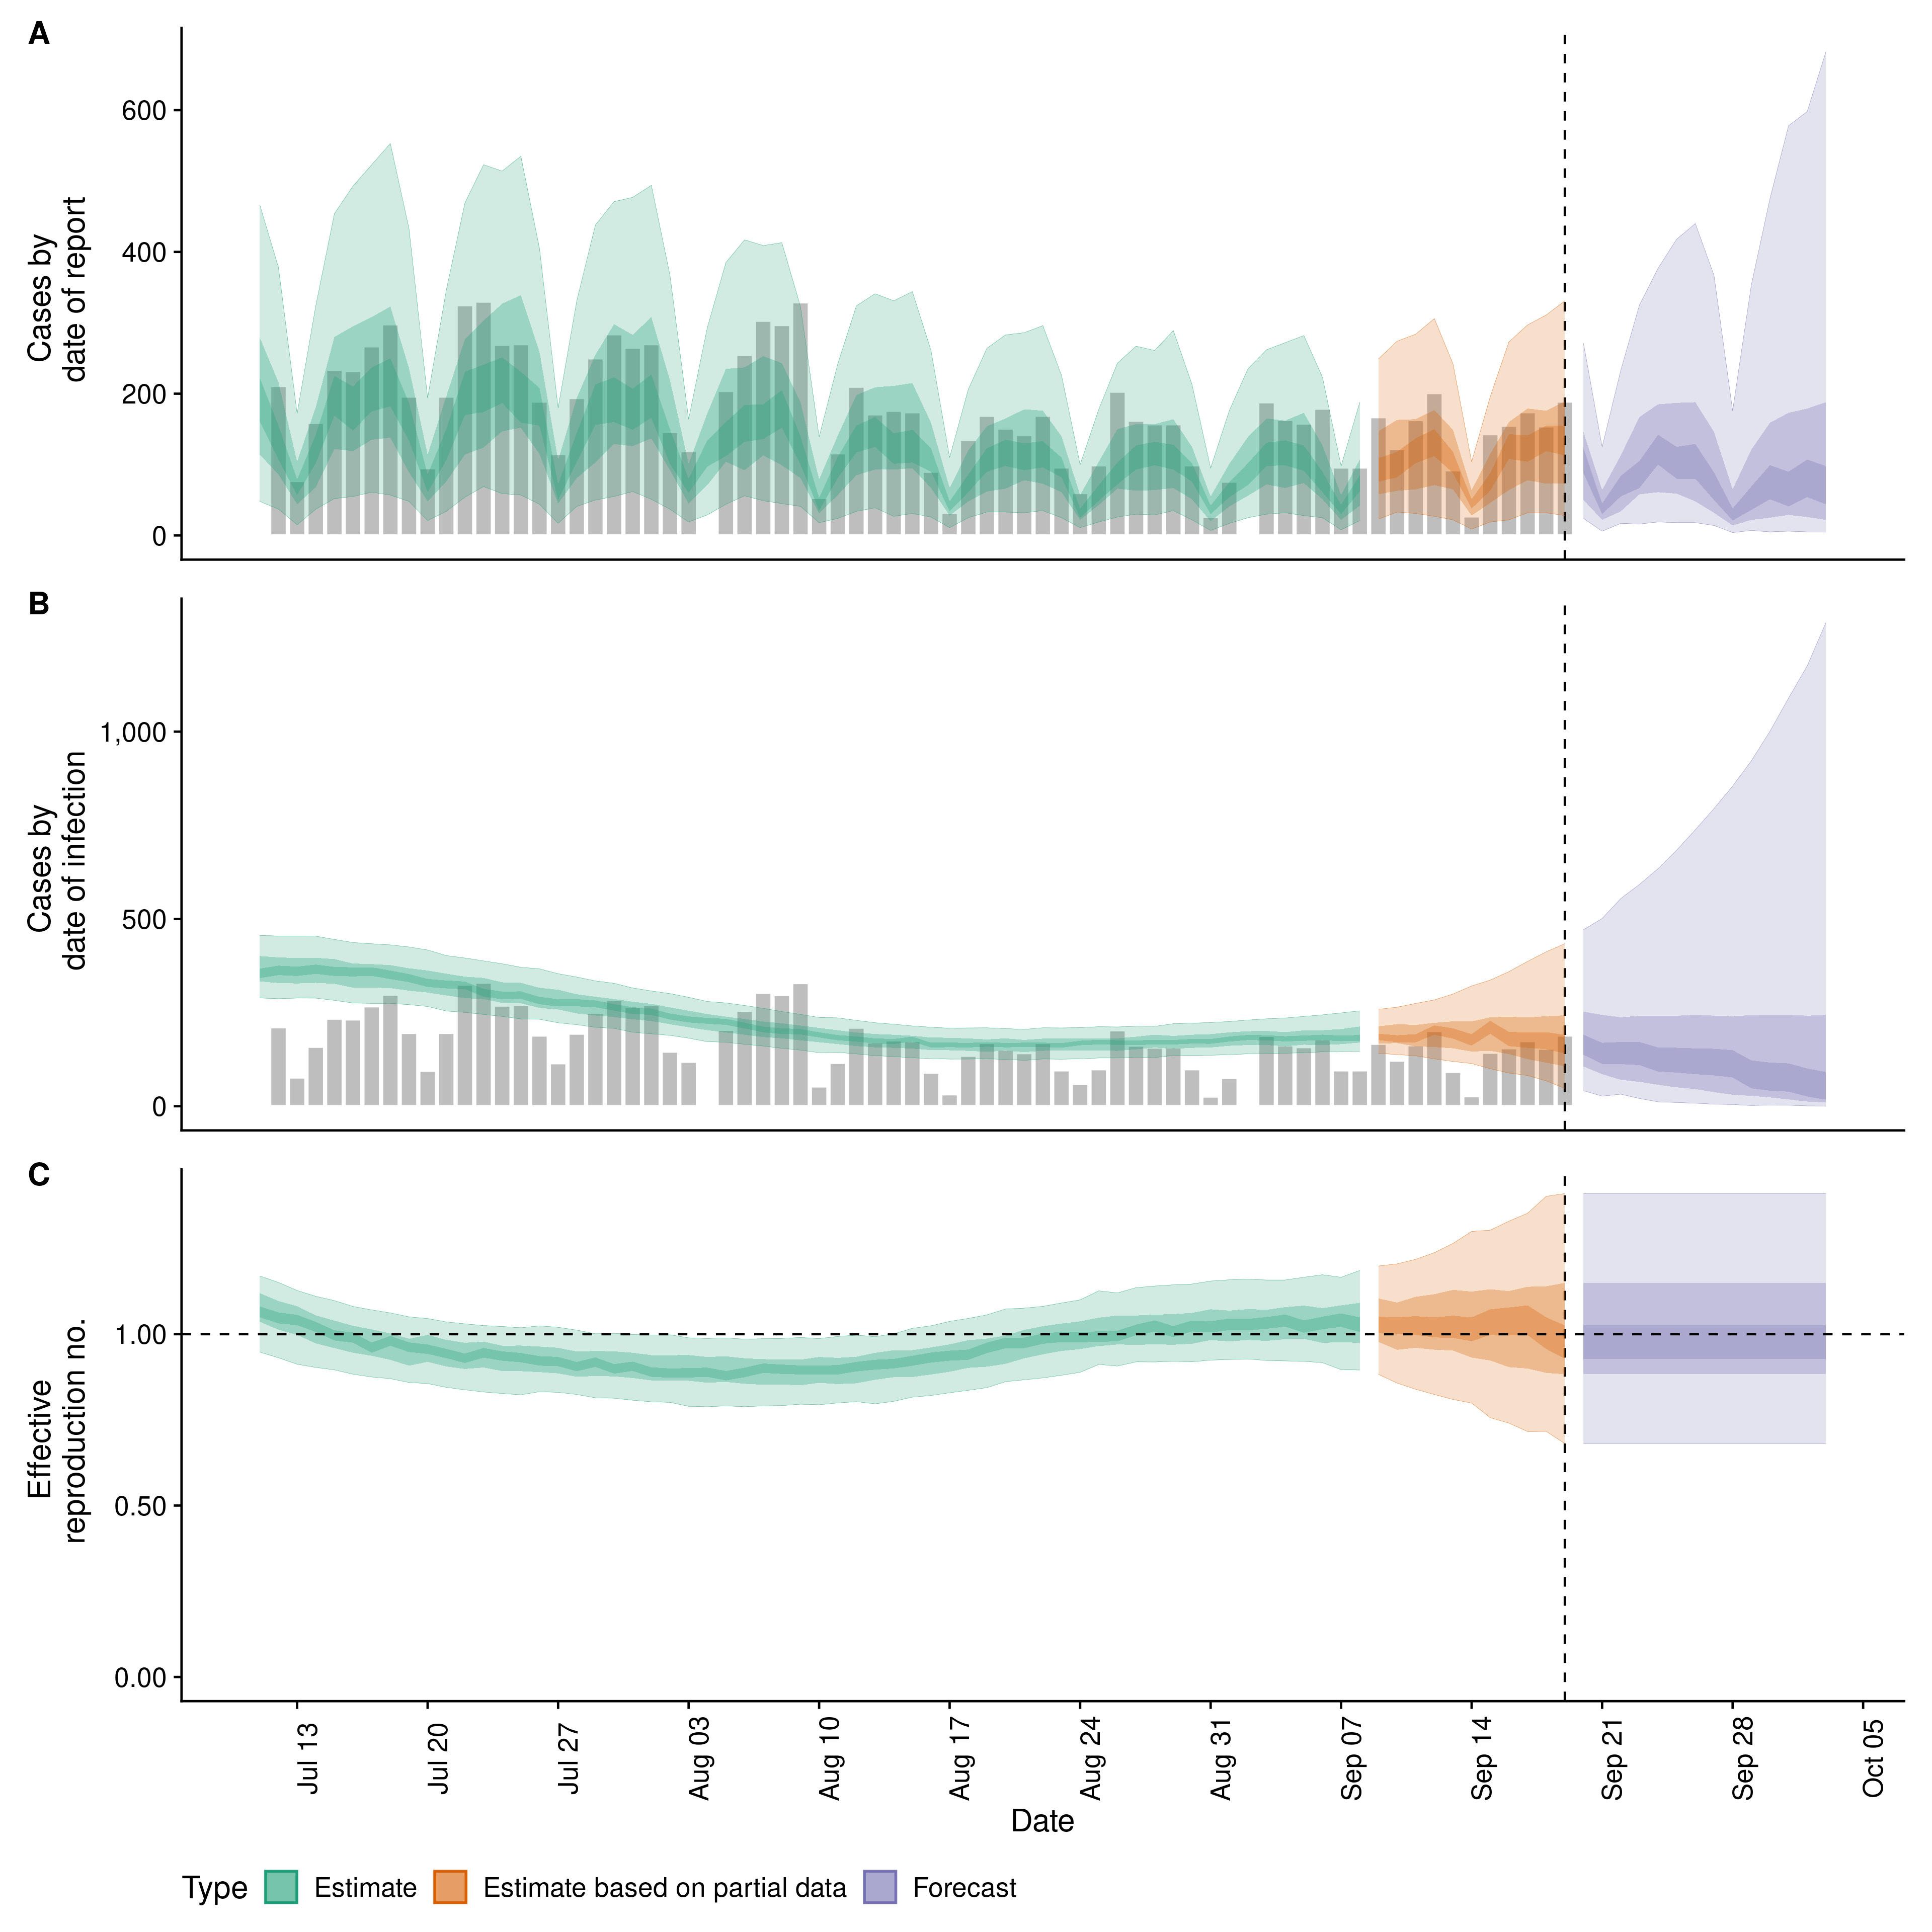 A
Cases by
date of report
600
400
200
0
B
Cases by
date of infection
1,000
500
0
C
Effective
reproduction no.
1.00
0.50
0.00
Jul 13
Jul 20
Jul 27
Aug 03
Aug 10
Aug 17
Aug 24
Aug 31
Sep 07
Sep 14
Sep 21
Sep 28
Oct 05
Date
Type Estimate Estimate based on partial data Forecast